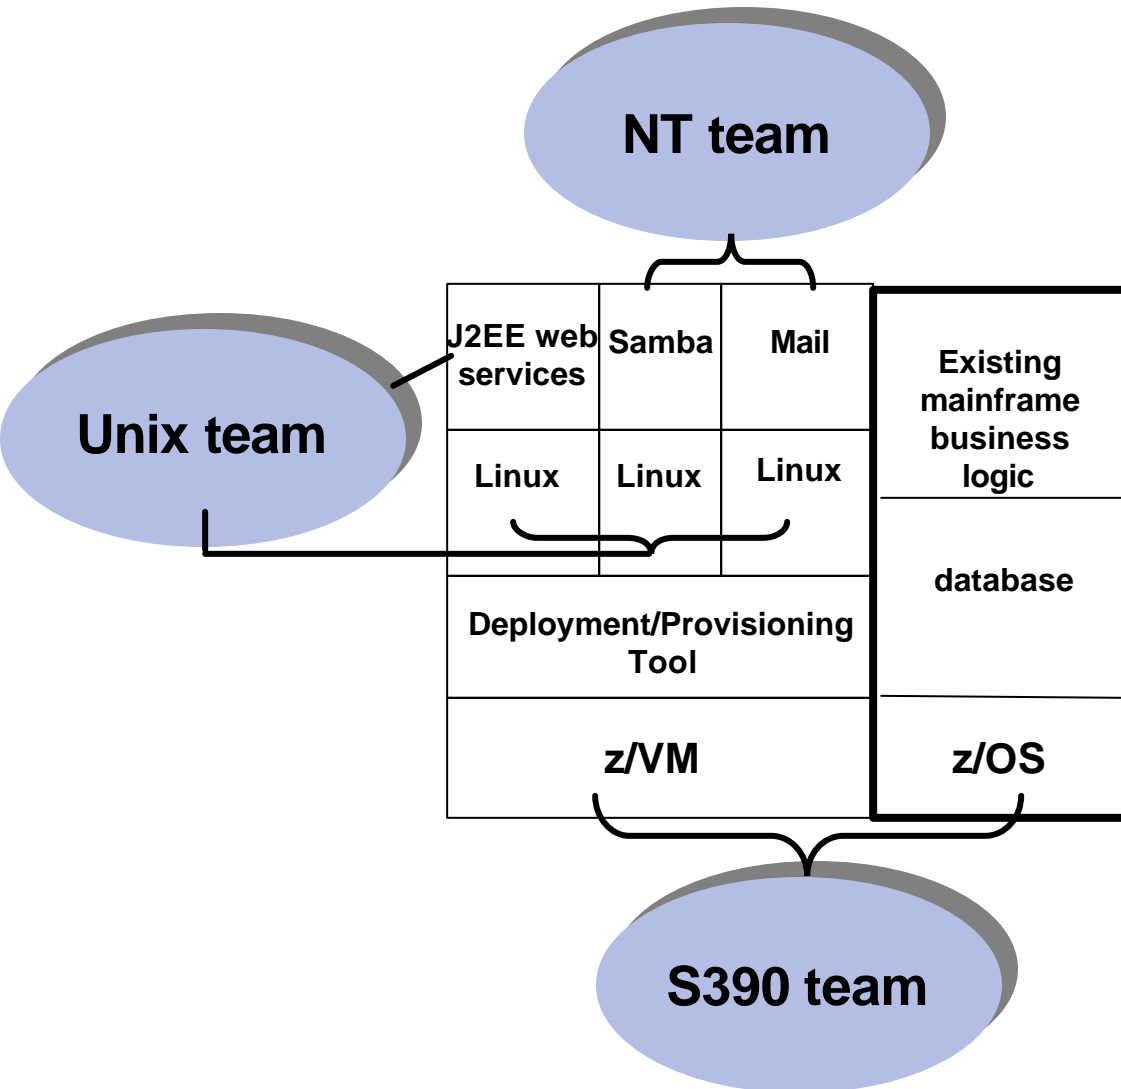 NT team
J2EE web
services
Samba
Mail
Existing
mainframe
business
logic
Unix team
Linux
Linux
Linux
database
Deployment/Provisioning
Tool
z/VM
z/OS
S390 team